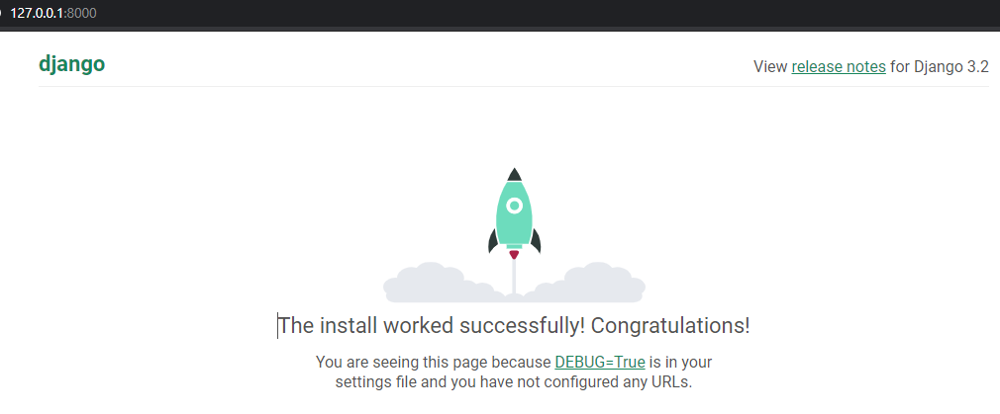 127.0.0.1:8000
django
View release notes for Django 3.2
The install worked successfully! Congratulations!
You are seeing this page because DEBUG=True is in your
settings file and you have not configured any URLs.